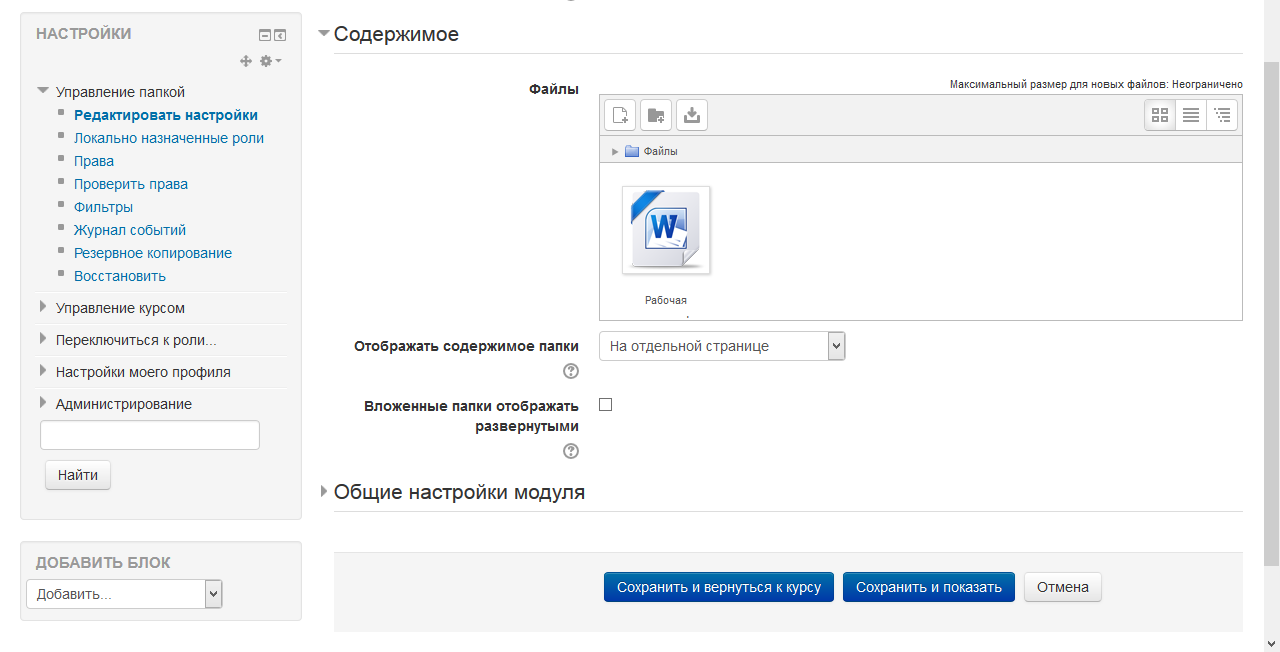 НАСТРОЙКИ
Управление папкой
Редактировать настройки
Локально назначенные роли
Права
Проверить права
Фильтры
Журнал событий
Резервное копирование
Восстановить
Управление курсом
Переключиться к роли...
Настройки моего профиля
Администрирование
Найти
ДОБАВИТЬ БЛОК
Добавить...
Содержимое
Файлы
Максимальный размер для новых файлов: Неограничено
Файлы
W
Рабочая
Отображать содержимое папки
На отдельной странице
Вложенные папки отображать
развернутыми
Общие настройки модуля
Сохранить и вернуться к курсу
Сохранить и показать
Отмена